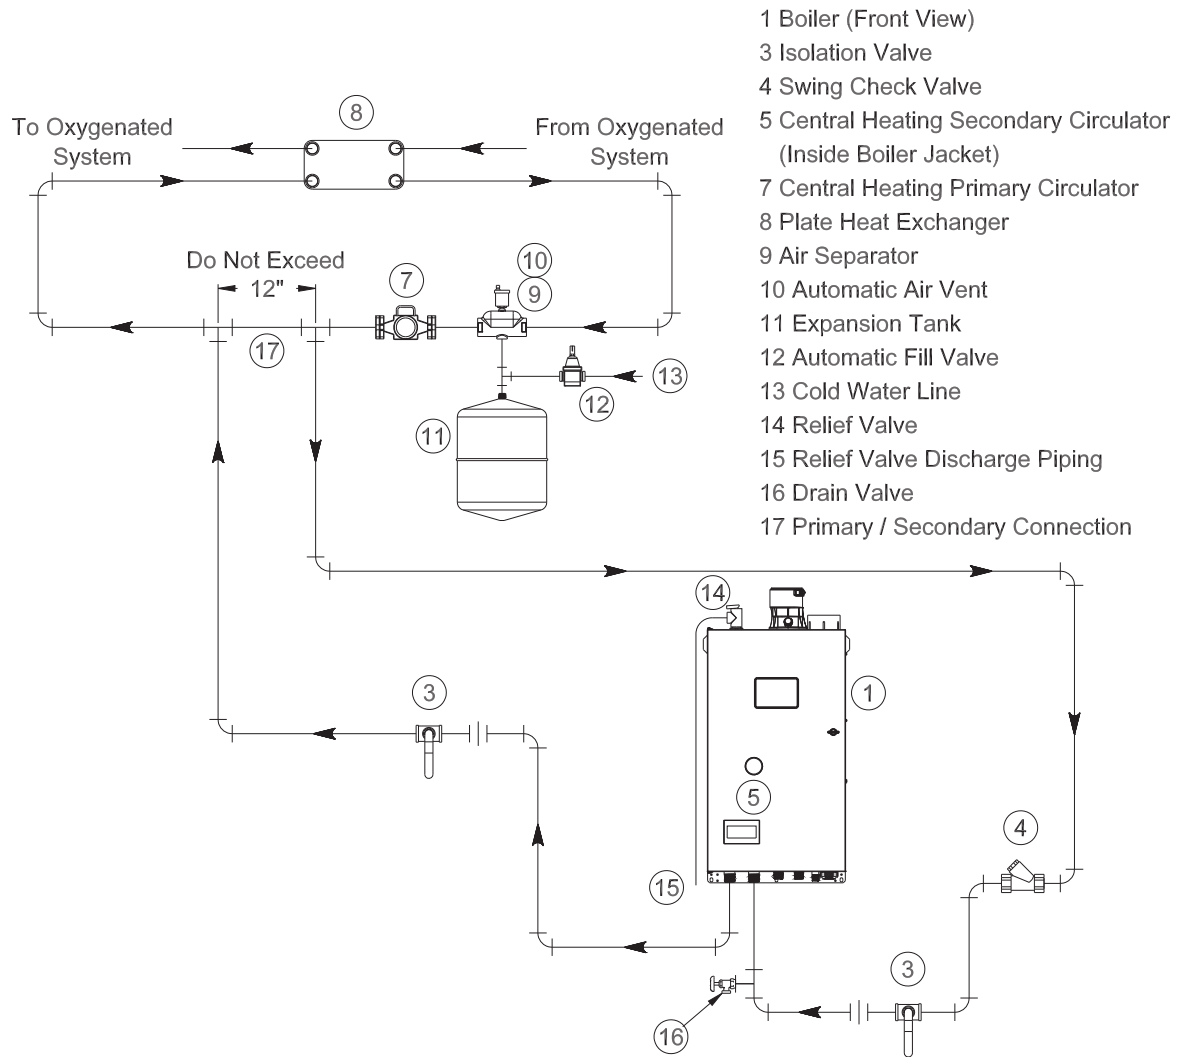 1 Boiler (Front View)
3 Isolation Valve
4 Swing Check Valve
5 Central Heating Secondary Circulator
(Inside Boiler Jacket)
7 Central Heating Primary Circulator
8 Plate Heat Exchanger
9 Air Separator
10 Automatic Air Vent
11 Expansion Tank
12 Automatic Fill Valve
13 Cold Water Line
14 Relief Valve
15 Relief Valve Discharge Piping
16 Drain Valve
17 Primary / Secondary Connection
8
To Oxygenated
System
From Oxygenated
System
Do Not Exceed
12"
7
10
9
17
13
12
11
14
3
1
5
4
15
3
16